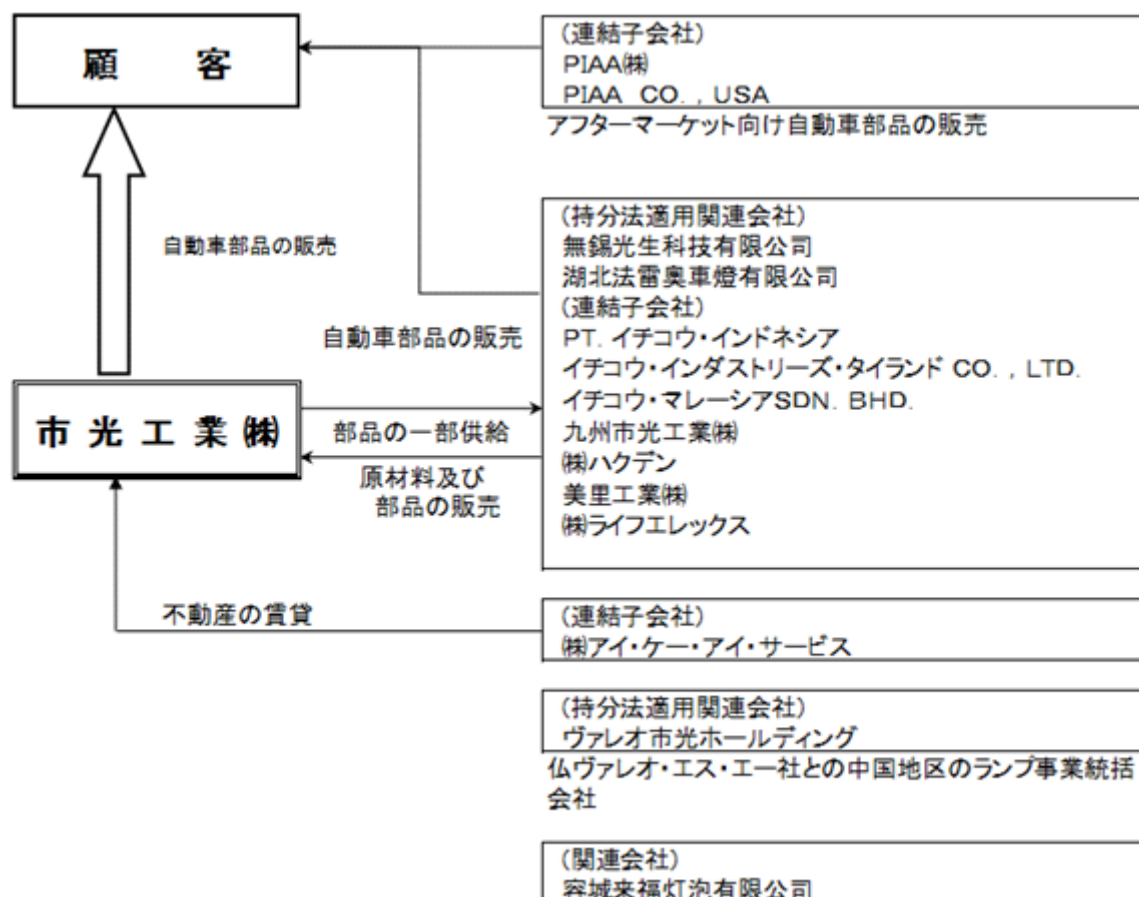 顧 客
(連結子会社)
PIAA㈱
PIAA CO. , USA
アフターマーケット向け自動車部品の販売
自動車部品の販売
(持分法適用関連会社)
無錫光生科技有限公司
湖北法雷奥車燈有限公司
(連結子会社)
PT. イチコウ・インドネシア
イチコウ・インダストリーズ・タイランド CO. , LTD.
イチコウ・マレーシアSDN. BHD.
九州市光工業㈱
㈱ハクデン
美里工業㈱
㈱ライフエレックス
自動車部品の販売
市 光 工 業 ㈱
部品の一部供給
原材料及び
部品の販売
不動産の賃貸
(連結子会社)
㈱アイ・ケー・アイ・サービス
(持分法適用関連会社)
ヴァレオ市光ホールディング
仏ヴァレオ・エス・エー社との中国地区のランプ事業統括
会社
(関連会社)
容城来福灯泡有限公司